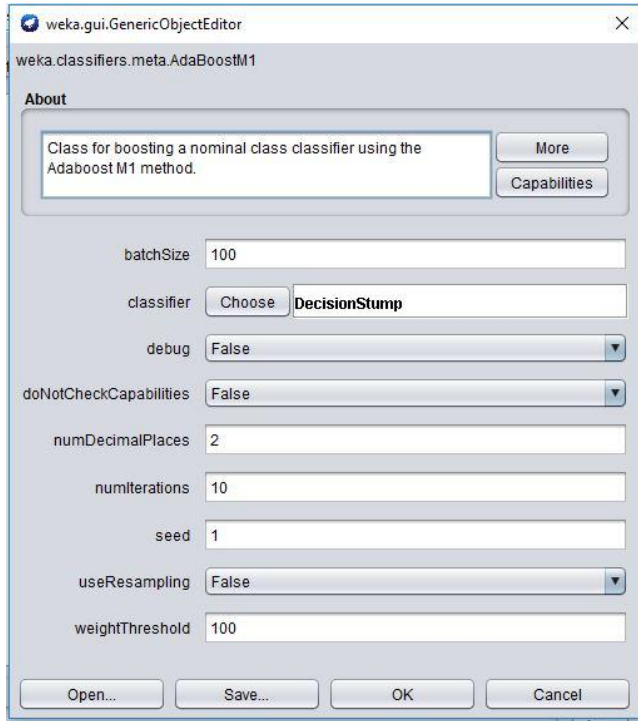 weka.gui.GenericObjectEditor
weka.classifiers.meta.AdaBoostM1
About
Class for boosting a nominal class classifier using the
Adaboost M1 method.
More
Capabilities
batchSize 100
classifier Choose DecisionStump
debug False
doNotCheckCapabilities False
numDecimalPlaces 2
numIterations 10
seed 1
useResampling False
weightThreshold 100
Open... Save... OK Cancel